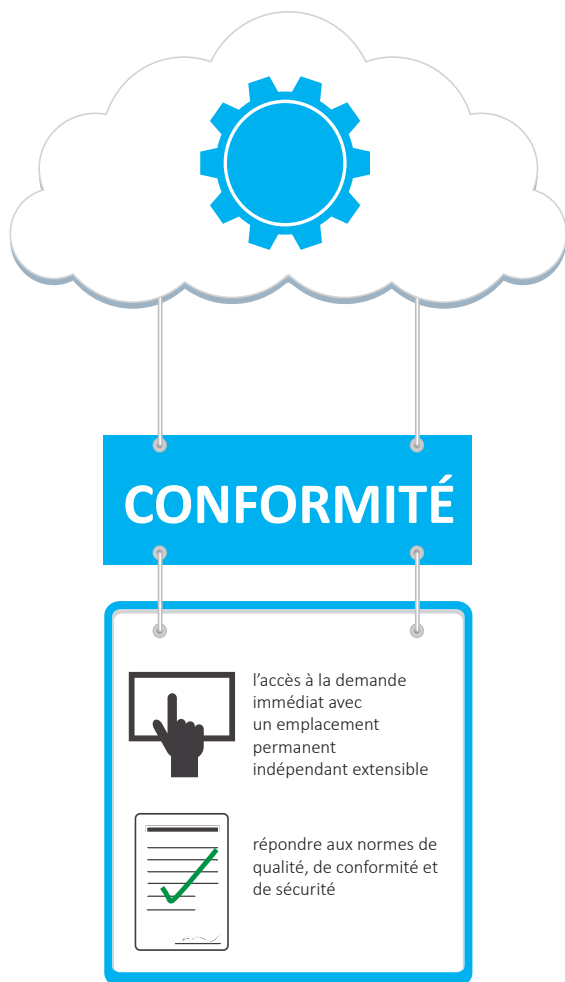 CONFORMITÉ
l’accès à la demande
immédiat avec
un emplacement
permanent
indépendant extensible
répondre aux normes de
qualité, de conformité et
de sécurité